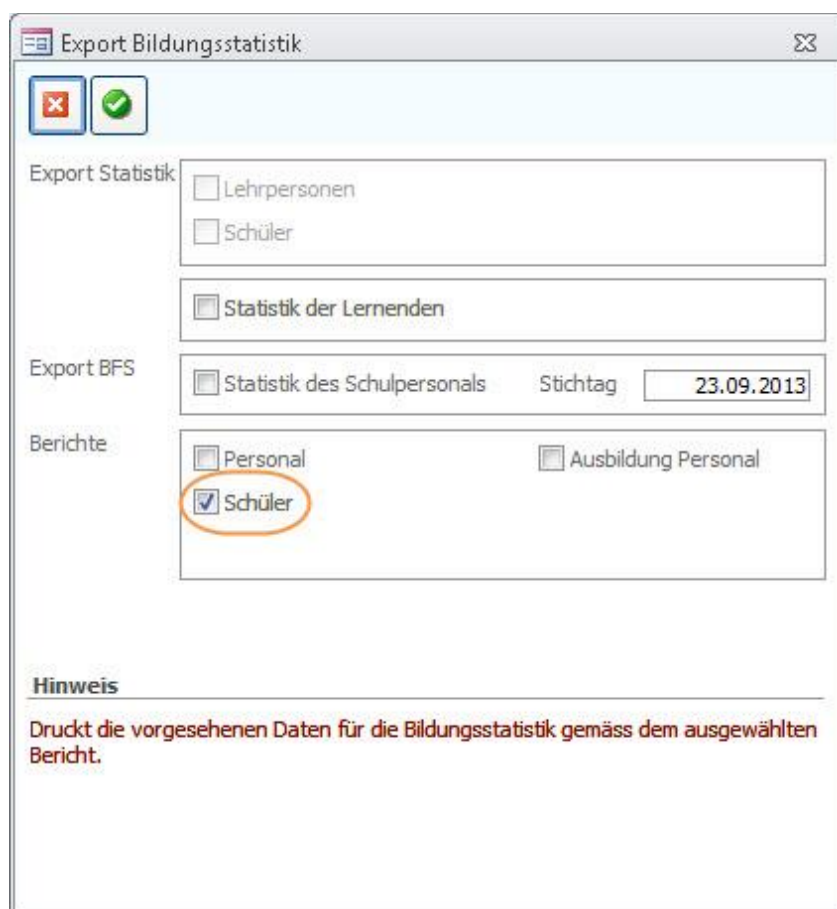 Export Bildungsstatistik
Export Statistik
Lehrpersonen
Schüler
Statistik der Lernenden
Export BFS
Statistik des Schulpersonals Stichtag 23.09.2013
Berichte
Personal Ausbildung Personal
Schüler
Hinweis
Druckt die vorgesehenen Daten für die Bildungsstatistik gemäss dem ausgewählten
Bericht.